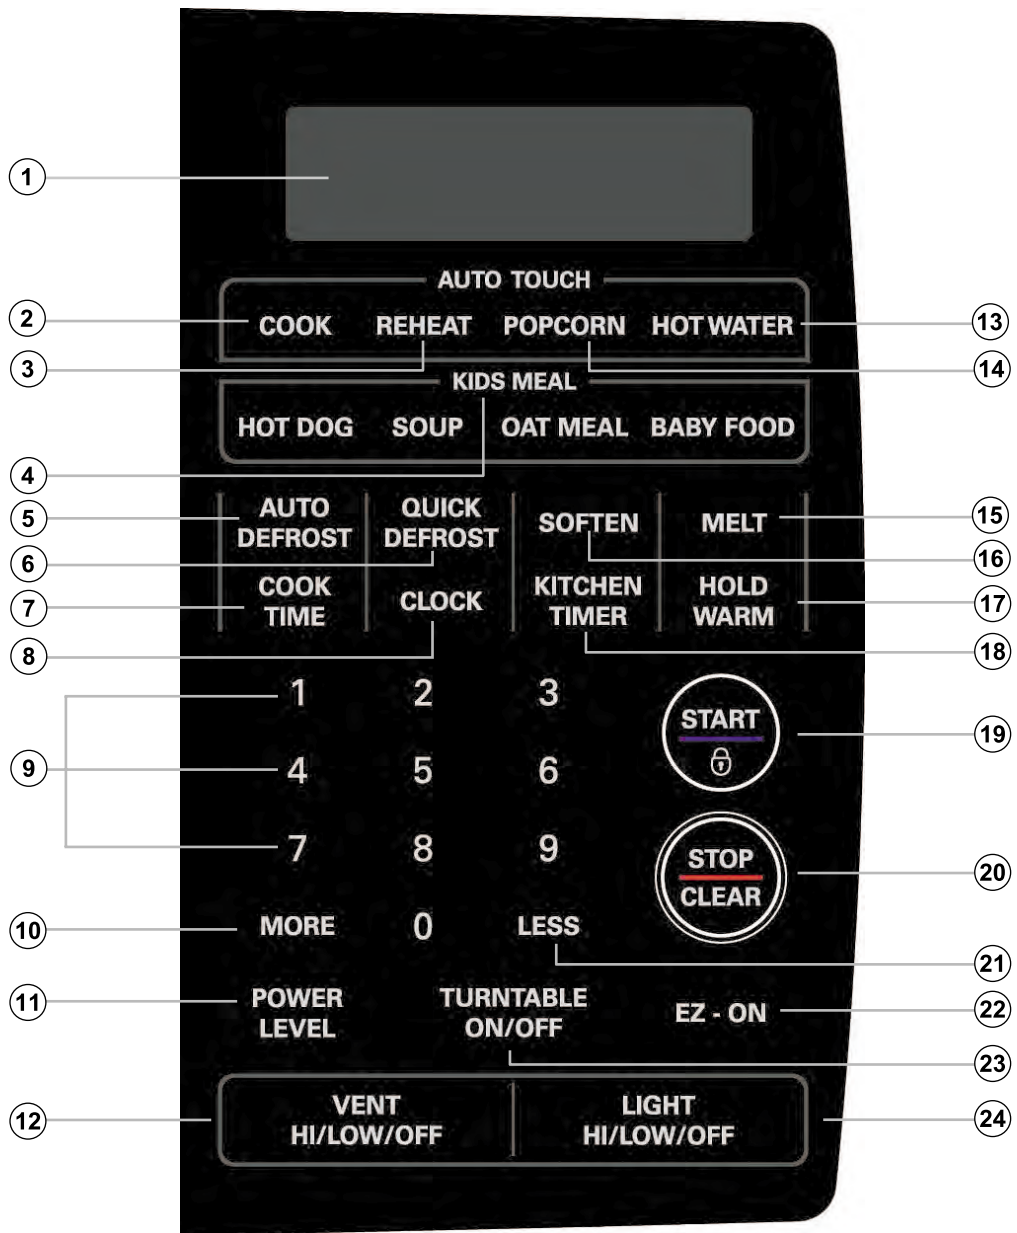 1
AUTO TOUCH
2
COOK REHEAT POPCORN HOT WATER
13
3
14
KIDS MEAL
HOT DOG SOUP OAT MEAL BABY FOOD
4
5
AUTO
DEFROST
QUICK
DEFROST
SOFTEN
MELT
15
6
16
7
COOK
TIME
CLOCK
KITCHEN
TIMER
HOLD
WARM
17
8
18
1 2 3
START
19
9
4 5 6
7 8 9
STOP
CLEAR
20
10
MORE 0 LESS
21
11
POWER
LEVEL
TURNTABLE
ON/OFF
EZ - ON
22
23
12
VENT
HI/LOW/OFF
LIGHT
HI/LOW/OFF
24